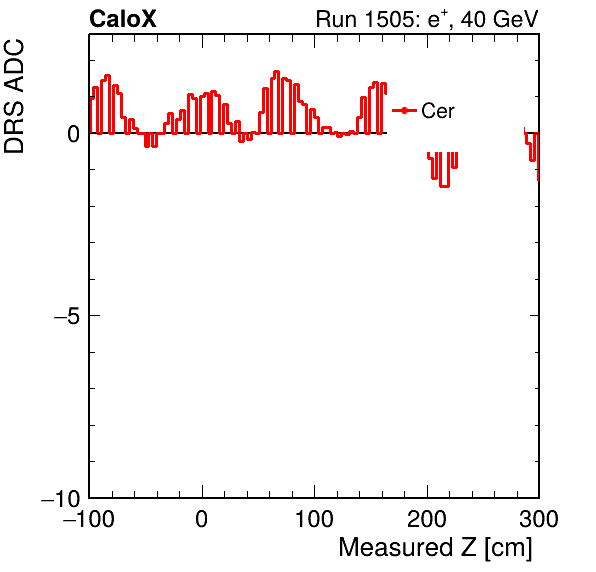 CaloX Run 1505: e+, 40 GeV
DRS ADC
Cer
0
−5
−10
−100 0 100 200 300
Measured Z [cm]